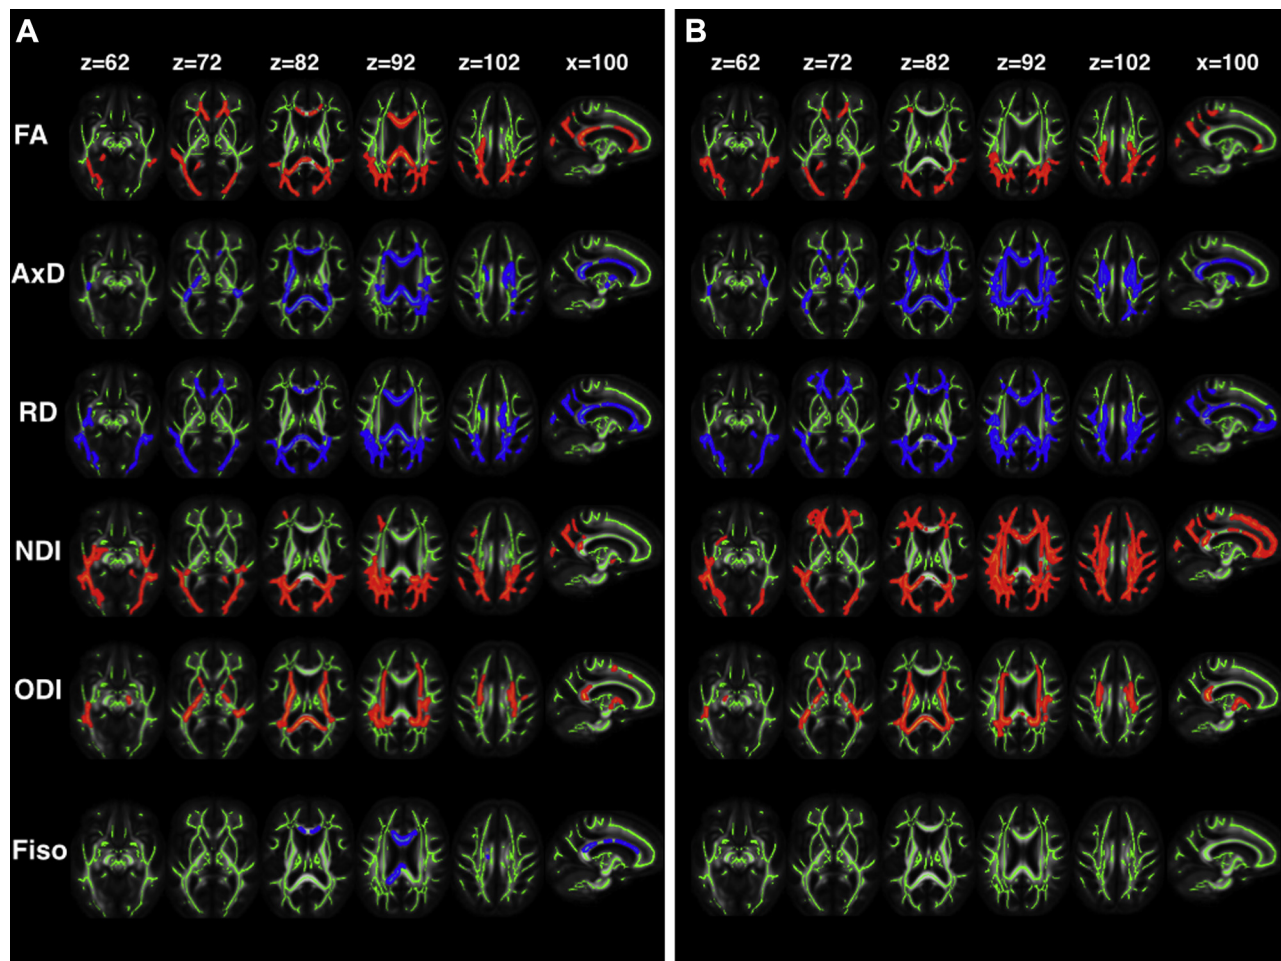 A B
z=62 z=72 z=82 z=92 z=102 x=100 z=62 z=72 z=82 z=92 z=102 x=100
FA
AxD
RD
NDI
ODI
Fiso